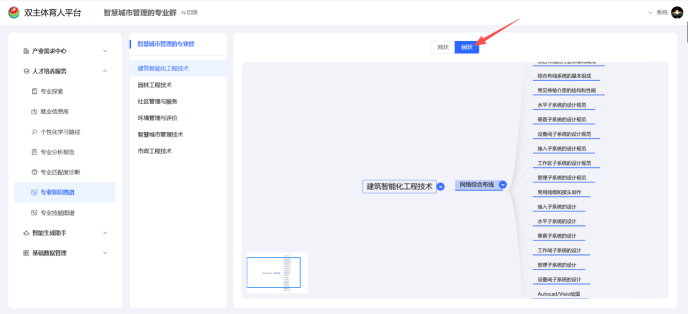 双主体育人平台
智慧城市管理的专业群
切换
系统
产业需求中心
人才培养服务
专业探索
就业信息库
个性化学习路径
专业分析报告
专业匹配度诊断
专业知识图谱
专业技能图谱
智能生成助手
基础数据管理
智慧城市管理的专业群
建筑智能化工程技术
园林工程技术
社区管理与服务
环境管理与评价
智慧城市管理技术
市政工程技术
网状
树状
建筑智能化工程技术
网络综合布线
综合布线系统的基本组成
常见传输介质的结构和性能
水平子系统的设计规范
垂直子系统的设计规范
设备间子系统的设计规范
接入子系统的设计规范
工作区子系统的设计规范
管理子系统的设计规范
常用线缆和接头制作
接入子系统的设计
水平子系统的设计
垂直子系统的设计
工作间子系统的设计
管理子系统的设计
设备间子系统的设计
Autocad/Visio绘图